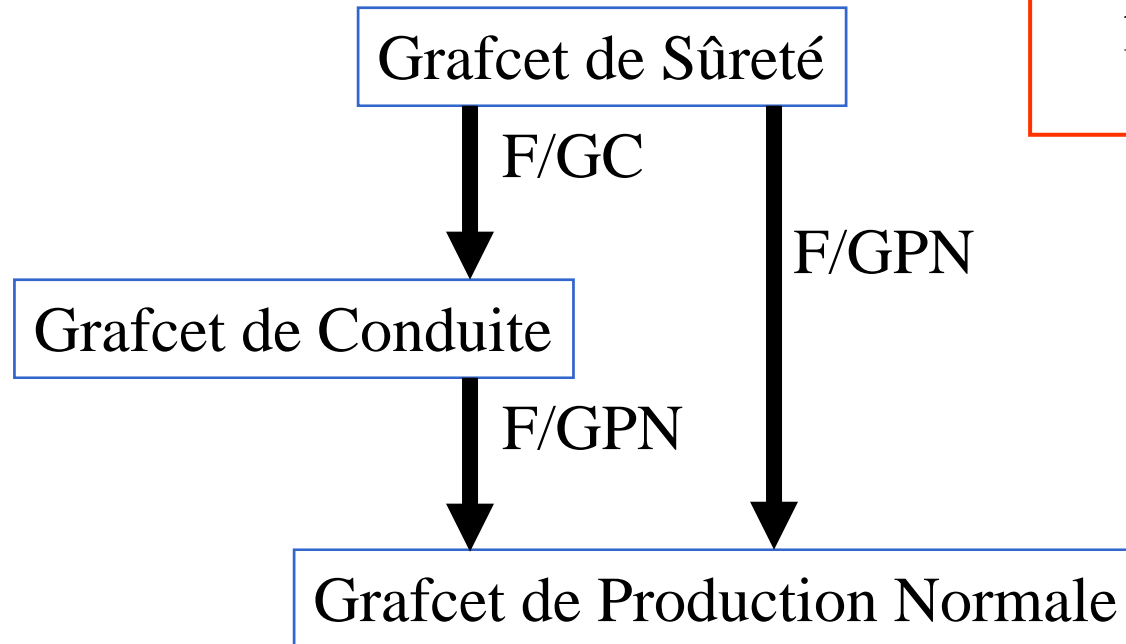 Grafcet de Sûreté
F/GC
F/GPN
Grafcet de Conduite
F/GPN
Grafcet de Production Normale